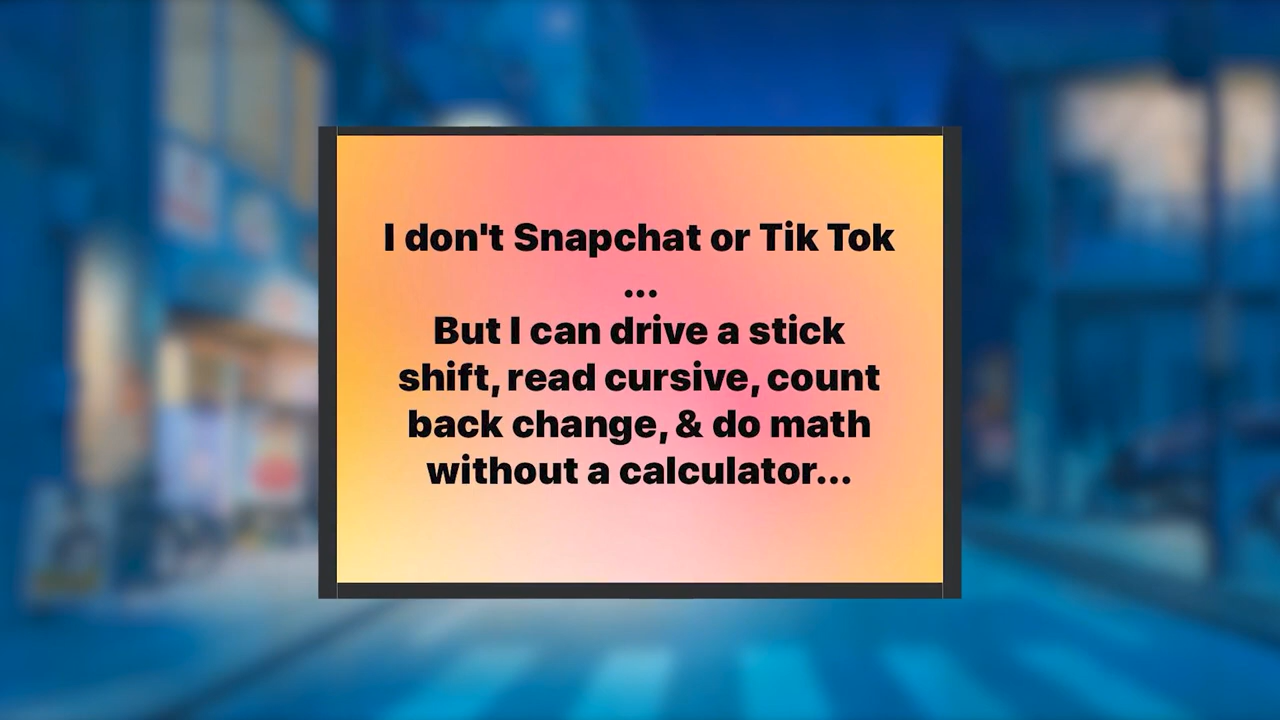 I don't Snapchat or Tik Tok
...
But I can drive a stick
shift, read cursive, count
back change, & do math
without a calculator...